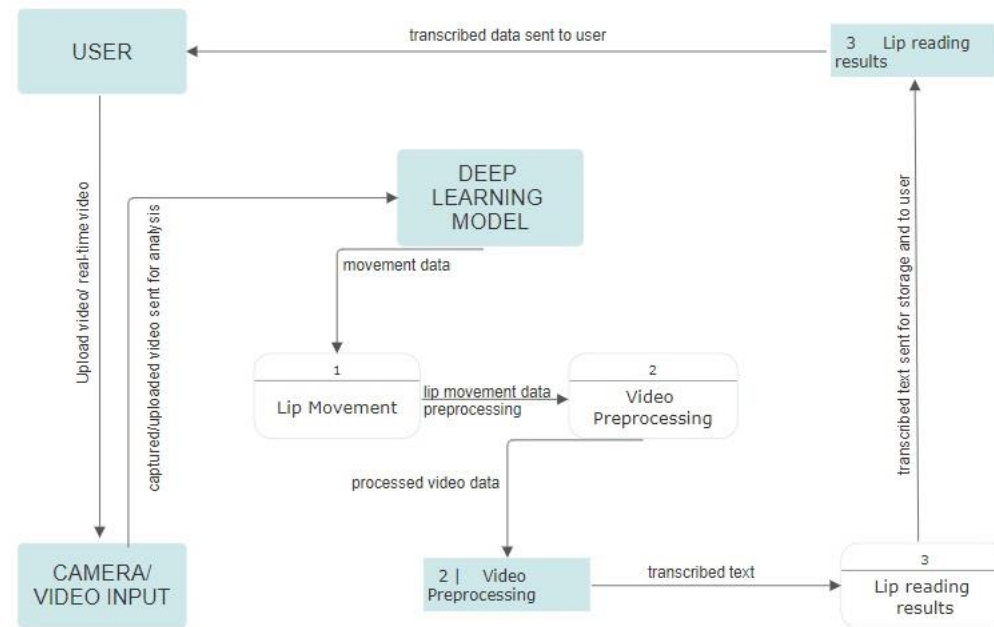 USER
transcribed data sent to user
3 Lip reading
results
DEEP
LEARNING
MODEL
Upload video/ real-time video
captured/uploaded video sent for analysis
movement data
transcribed text sent for storage and to user
1
Lip Movement
lip movement data
preprocessing
2
Video
Preprocessing
processed video data
CAMERA/
VIDEO INPUT
2 | Video
Preprocessing
transcribed text
3
Lip reading
results